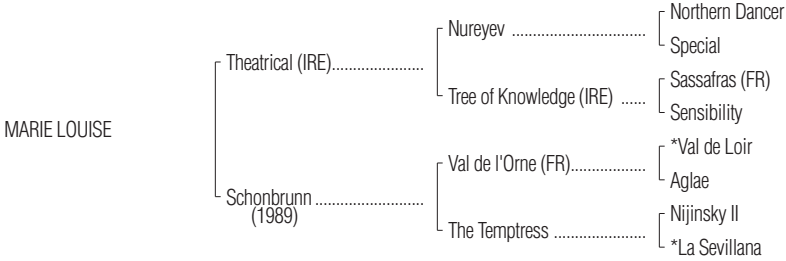 Northern Dancer
Nureyev ................................
Special
Theatrical (IRE)......................
Sassafras (FR)
Tree of Knowledge (IRE) ......
Sensibility
MARIE LOUISE
*Val de Loir
Val de l'Orne (FR)..................
Aglae
Schonbrunn ..........................
(1989)
Nijinsky II
The Temptress ......................
*La Sevillana